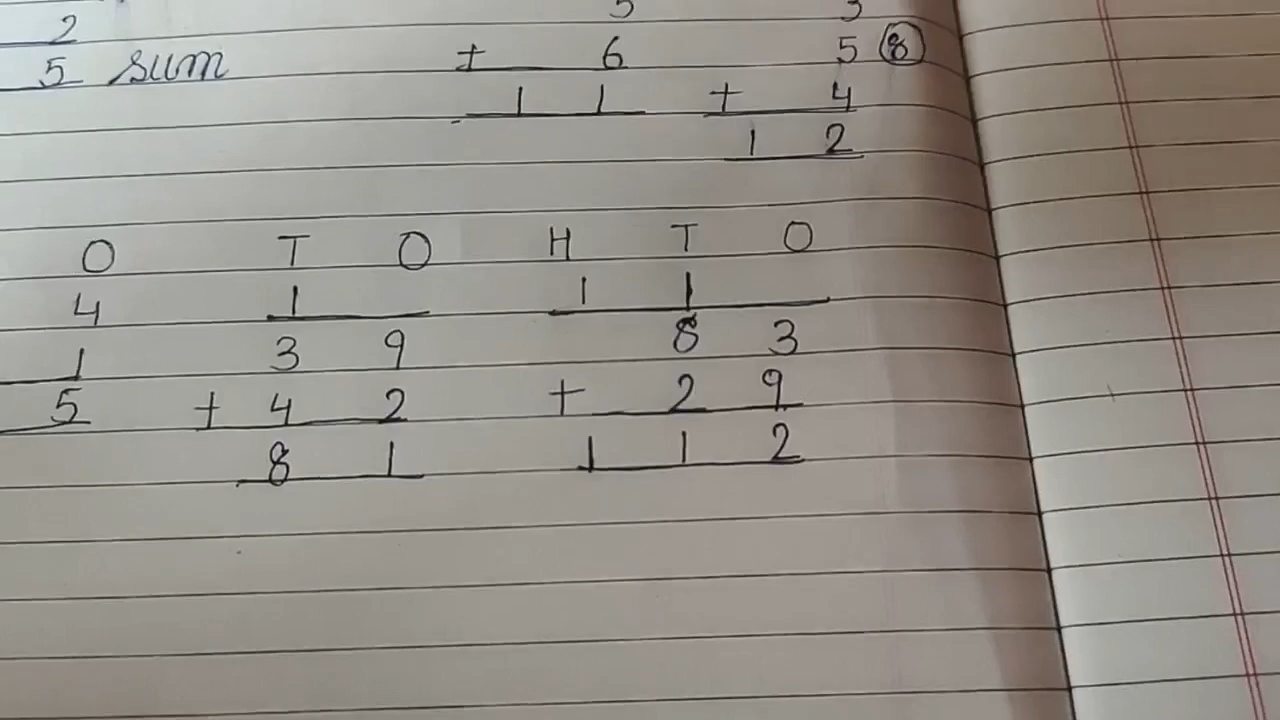 2 5 3
5 sum + 6 5 8
1 1 + 4
1 2
O T O H T O
4 1 1 1
1 3 9 8 3
5 + 4 2 + 2 9
8 1 1 1 2